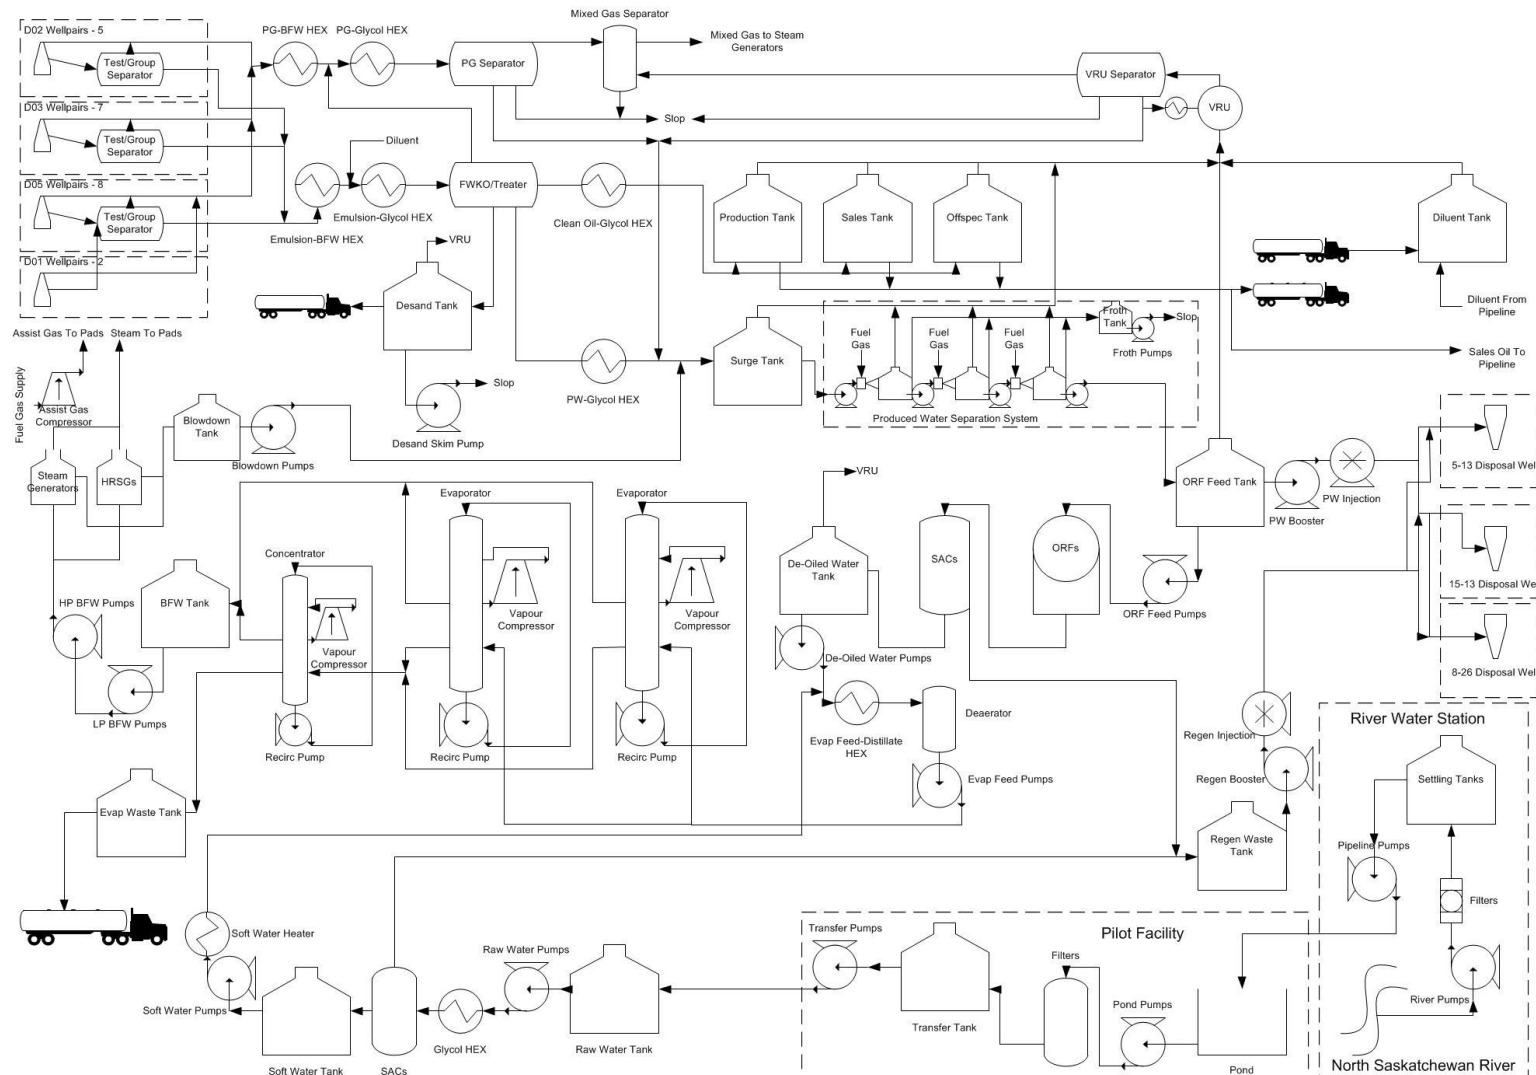 D02 Wellpairs - 5
Test/Group
Separator
D03 Wellpairs - 7
Test/Group
Separator
D05 Wellpairs - 8
Test/Group
Separator
D01 Wellpairs - 2
PG-BFW HEX
PG-Glycol HEX
PG Separator
Mixed Gas Separator
Mixed Gas to Steam
Generators
Slop
VRU Separator
VRU
Diluent
Emulsion-BFW HEX
Emulsion-Glycol HEX
FWKO/Treater
Clean Oil-Glycol HEX
Production Tank
Sales Tank
Offspec Tank
Diluent Tank
Diluent From
Pipeline
Sales Oil To
Pipeline
VRU
Desand Tank
Slop
Desand Skim Pump
PW-Glycol HEX
Surge Tank
Fuel
Gas
Fuel
Gas
Fuel
Gas
Froth
Tank
Slop
Froth Pumps
Produced Water Separation System
Assist Gas To Pads
Steam To Pads
Fuel Gas Supply
Assist Gas
Compressor
Steam
Generators
HRSGs
Blowdown
Tank
Blowdown Pumps
ORF Feed Tank
PW Booster
PW Injection
5-13 Disposal Wel
15-13 Disposal We
8-26 Disposal Wel
HP BFW Pumps
BFW Tank
LP BFW Pumps
Concentrator
Vapour
Compressor
Recirc Pump
Evaporator
Vapour
Compressor
Recirc Pump
Evaporator
Vapour
Compressor
Recirc Pump
VRU
De-Oiled Water
Tank
De-Oiled Water Pumps
SACs
ORFs
ORF Feed Pumps
Evap Feed-Distillate
HEX
Deaerator
Evap Feed Pumps
Evap Waste Tank
Regen Injection
Regen Booster
Regen Waste
Tank
River Water Station
Settling Tanks
Pipeline Pumps
Filters
River Pumps
North Saskatchewan River
Soft Water Heater
Soft Water Pumps
Soft Water Tank
SACs
Glycol HEX
Raw Water Pumps
Raw Water Tank
Pilot Facility
Transfer Pumps
Transfer Tank
Filters
Pond Pumps
Pond